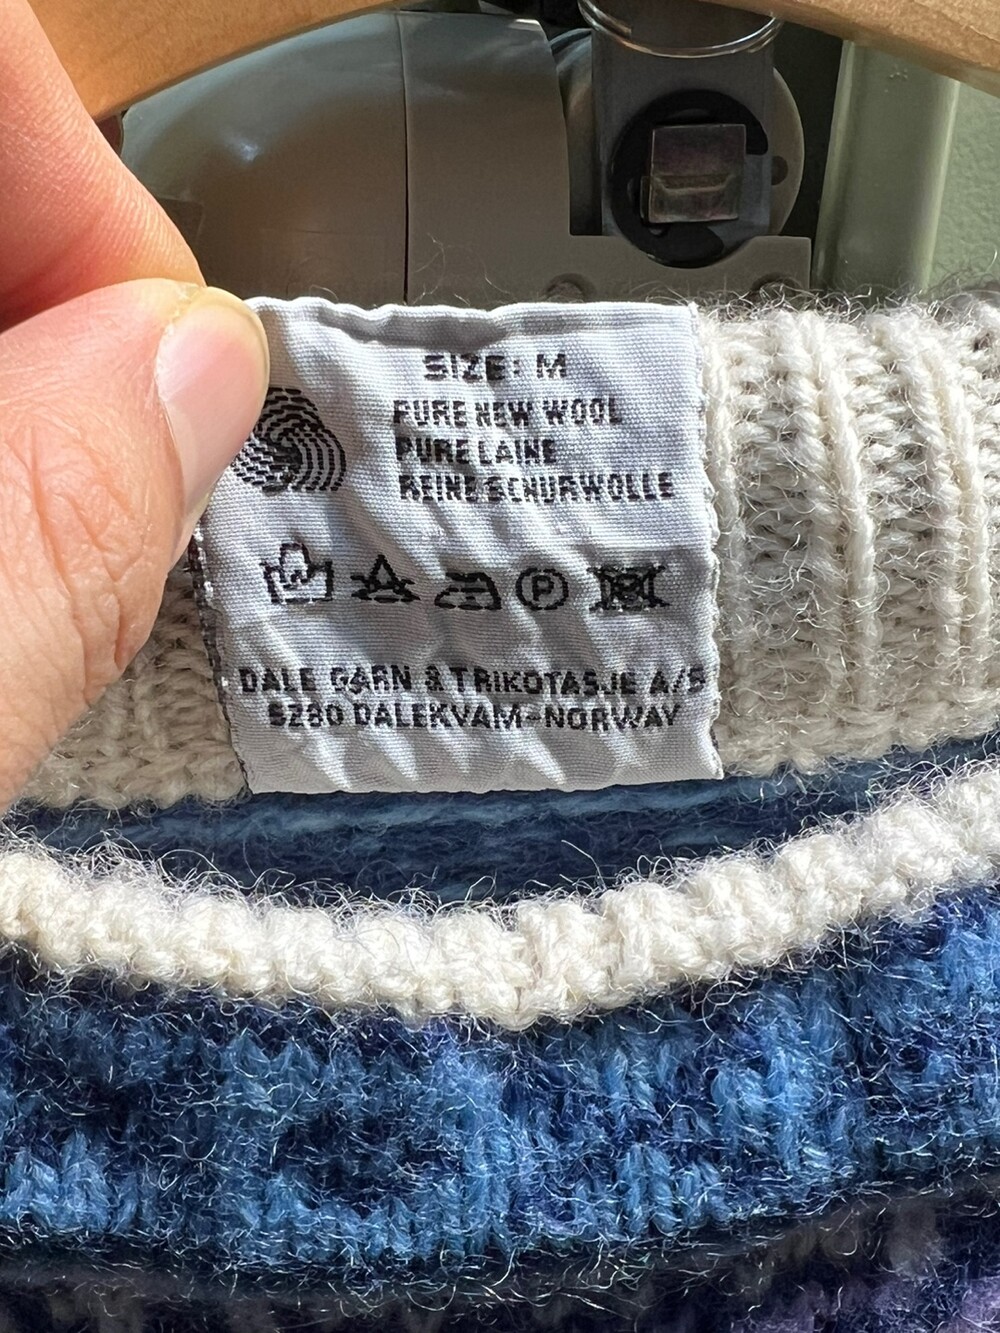 SIZE: M
PURE NEW WOOL
PURE LAINE
REINE SCHURWOLLE
P
DALE GARN & TRIKOTASJE A/S
5280 DALEKVAM-NORWAY